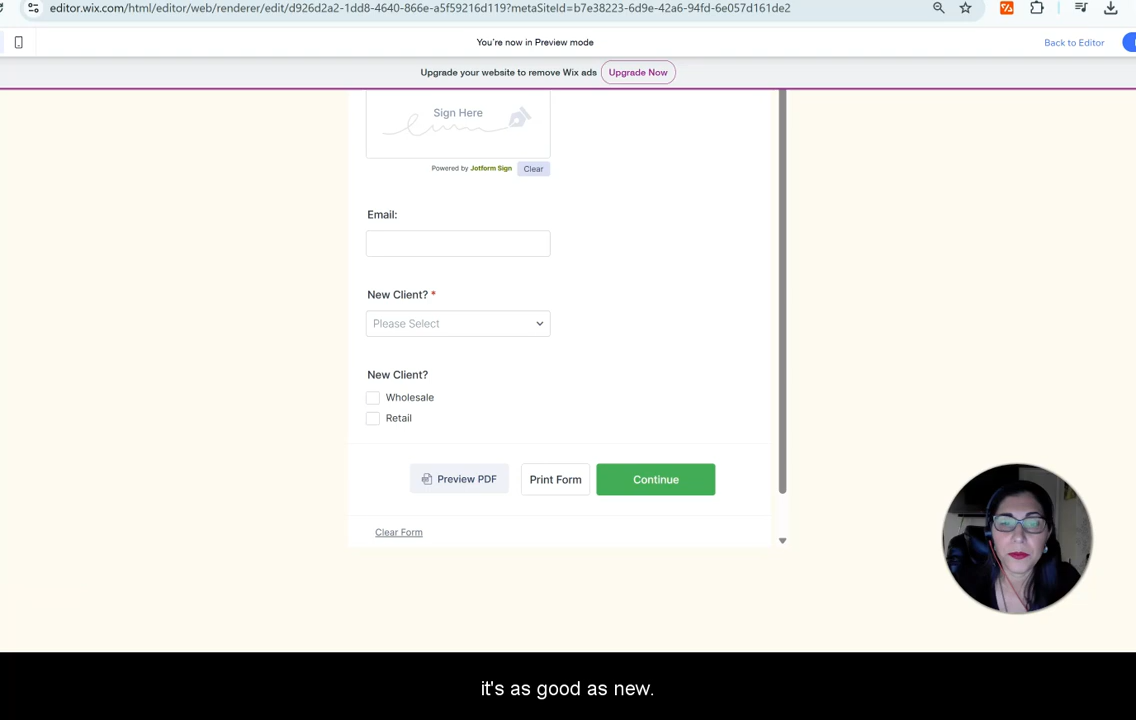 editor.wix.com/html/editor/web/renderer/edit/d926d2a2-1dd8-4640-866e-a5f59216d119?metaSiteId=b7e38223-6d9e-42a6-94fd-6e057d161de2
You're now in Preview mode
Back to Editor
Upgrade your website to remove Wix ads Upgrade Now
Sign Here
Powered by Jotform Sign Clear
Email:
New Client? *
Please Select
New Client?
Wholesale
Retail
Preview PDF Print Form Continue
Clear Form
it's as good as new.